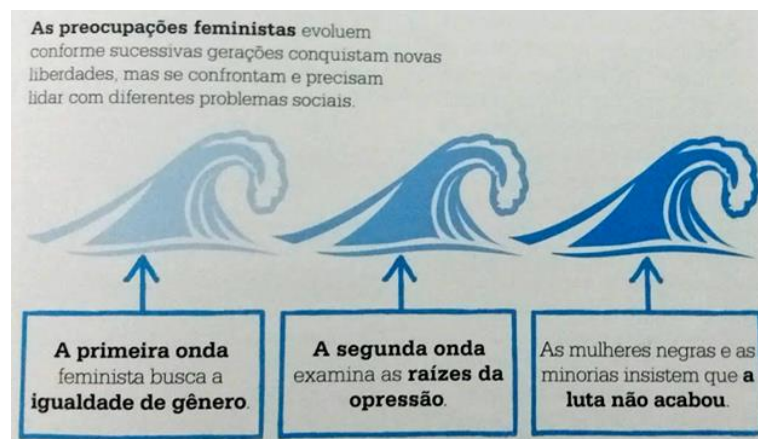 As preocupações feministas evoluem
conforme sucessivas gerações conquistam novas
liberdades, mas se confrontam e precisam
lidar com diferentes problemas sociais.
A primeira onda
feminista busca a
igualdade de gênero.
A segunda onda
examina as raízes da
opressão.
As mulheres negras e as
minorias insistem que a
luta não acabou.